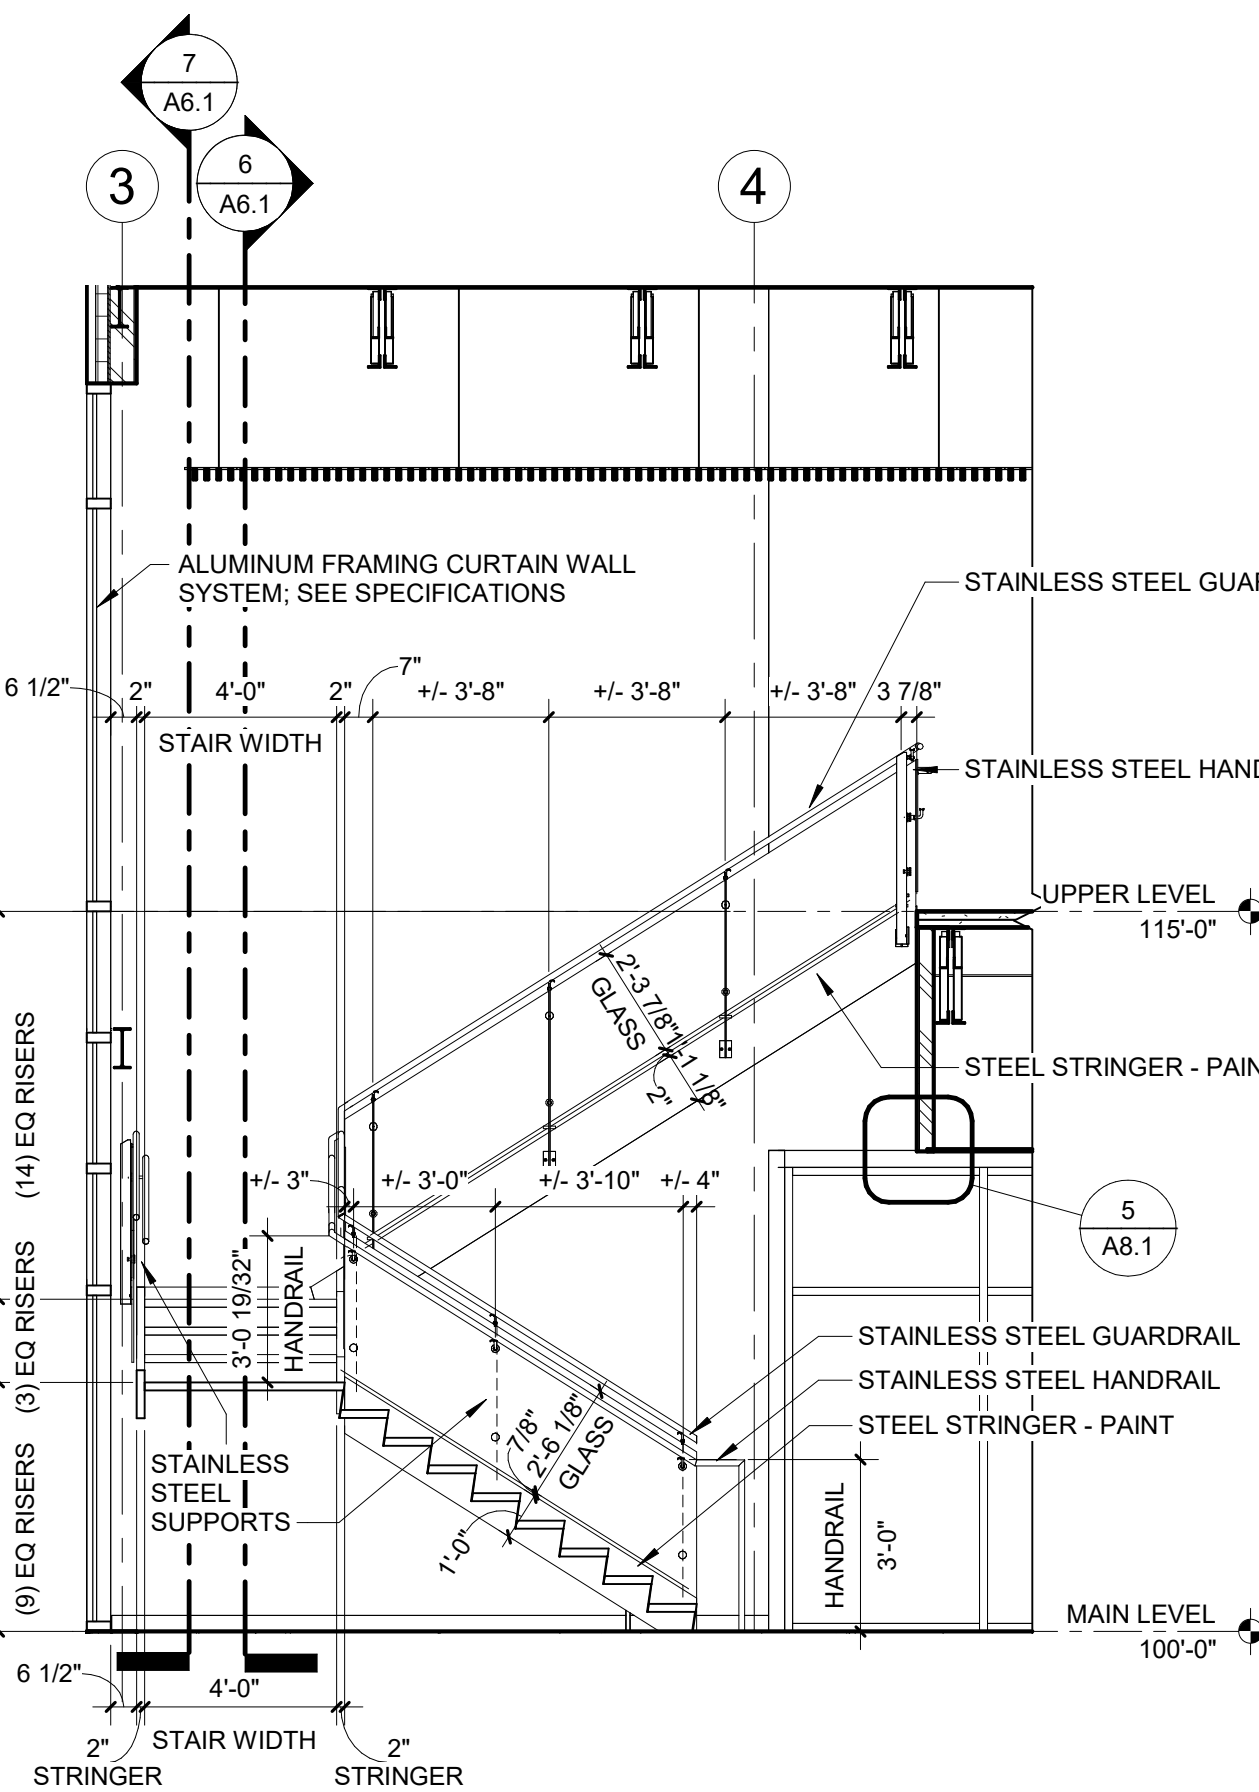 7
A6.1
6
A6.1
3
4
ALUMINUM FRAMING CURTAIN WALL
SYSTEM; SEE SPECIFICATIONS
STAINLESS STEEL GUAR
6 1/2"
2"
4'-0"
2"
7"
+/- 3'-8"
+/- 3'-8"
+/- 3'-8"
3 7/8"
STAIR WIDTH
STAINLESS STEEL HAND
UPPER LEVEL
115'-0"
2'-3 7/8"
GLASS
1'-1 1/8"
2"
STEEL STRINGER - PAIN
(14) EQ RISERS
+/- 3"
+/- 3'-0"
+/- 3'-10"
+/- 4"
5
A8.1
(3) EQ RISERS
3'-0 19/32"
HANDRAIL
STAINLESS STEEL GUARDRAIL
STAINLESS STEEL HANDRAIL
STEEL STRINGER - PAINT
7/8"
2'-6 1/8"
GLASS
1'-0"
STAINLESS
STEEL
SUPPORTS
(9) EQ RISERS
HANDRAIL
3'-0"
MAIN LEVEL
100'-0"
6 1/2"
4'-0"
STAIR WIDTH
2"
STRINGER
2"
STRINGER